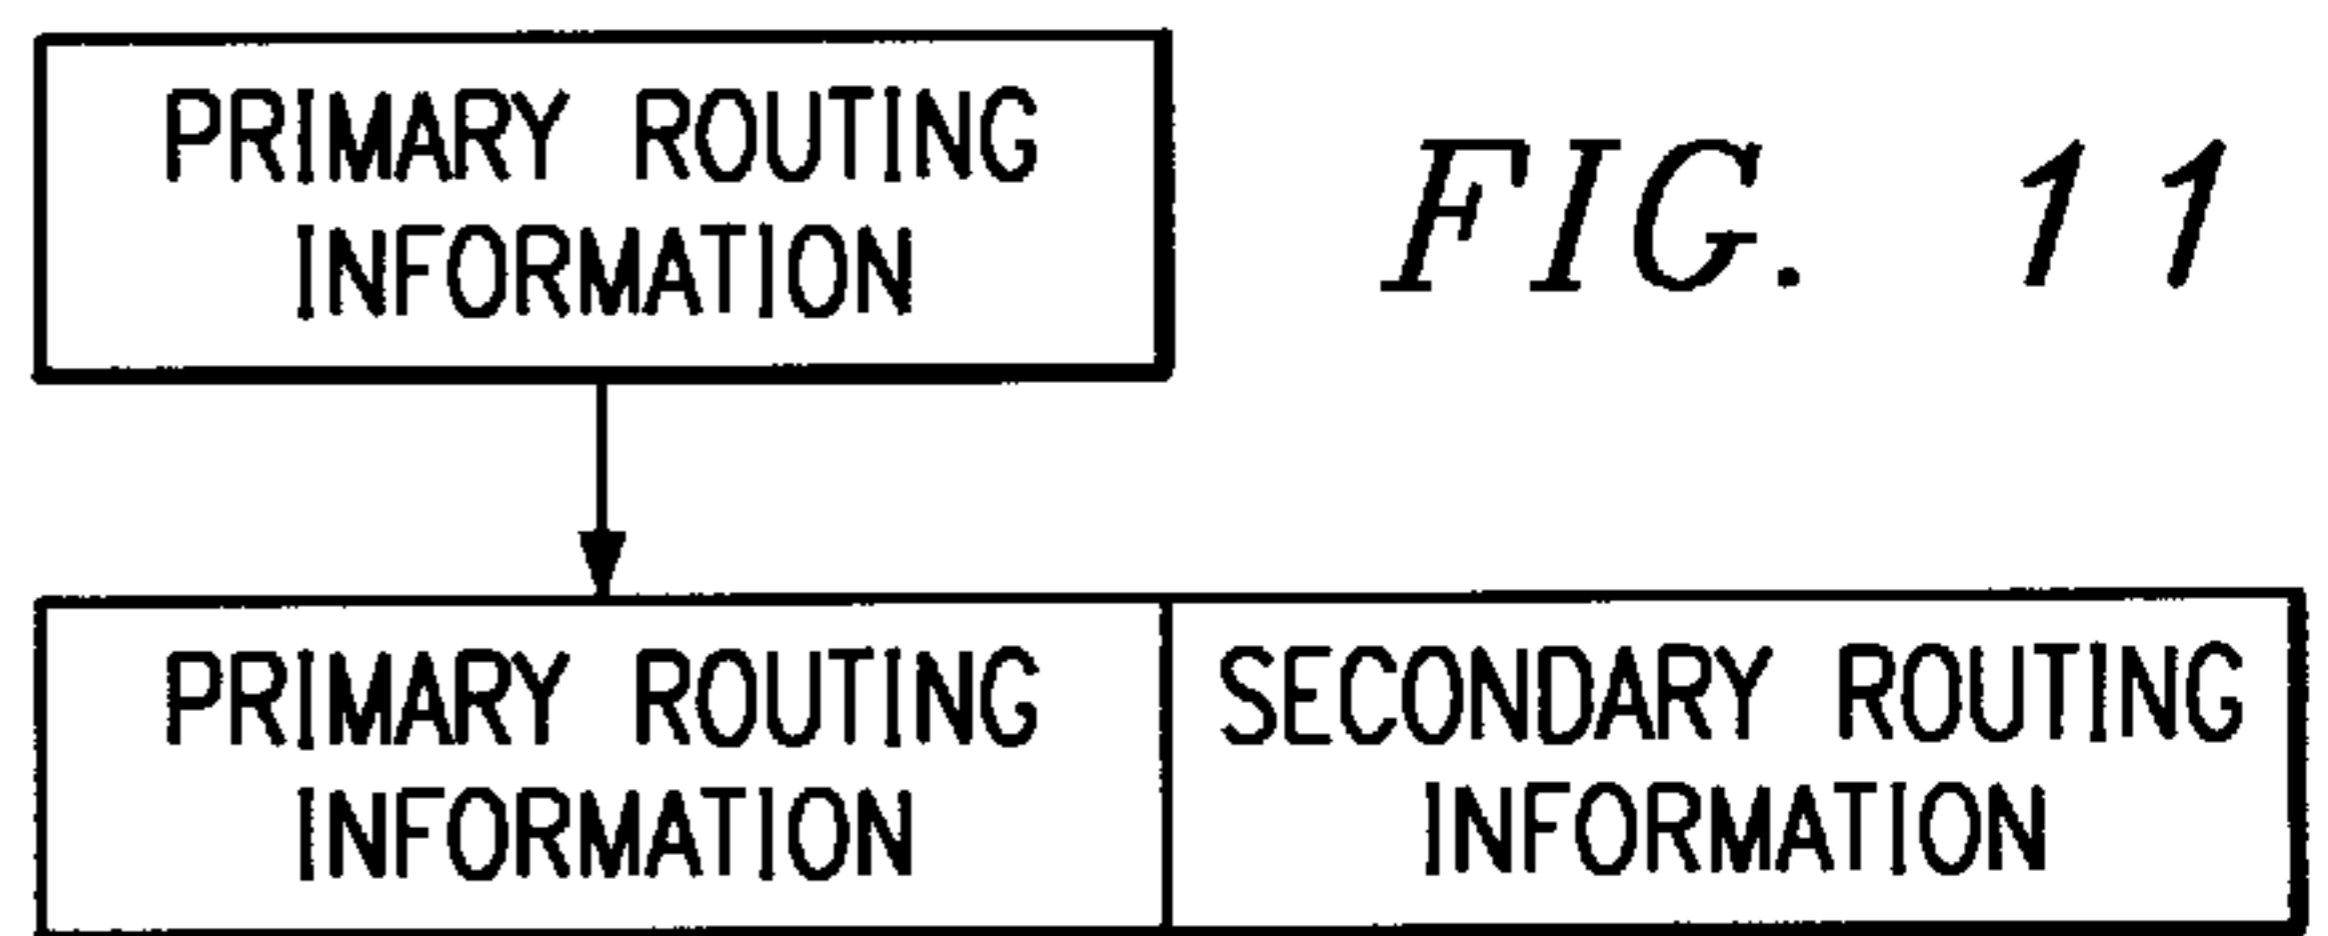 PRIMARY ROUTING
INFORMATION
FIG. 11
PRIMARY ROUTING
INFORMATION
SECONDARY ROUTING
INFORMATION